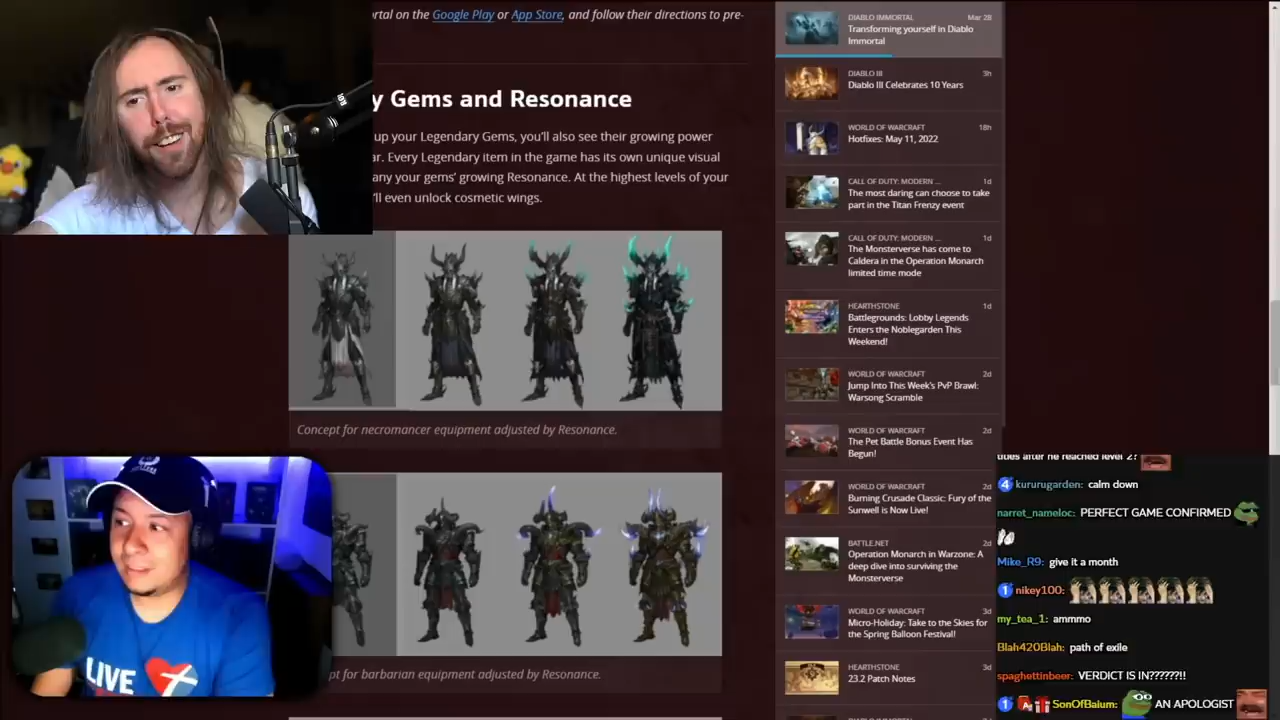 rtal on the Google Play or App Store, and follow their directions to pre-
y Gems and Resonance
up your Legendary Gems, you'll also see their growing power
ar. Every Legendary item in the game has its own unique visual
any your gems' growing Resonance. At the highest levels of your
'll even unlock cosmetic wings.
Concept for necromancer equipment adjusted by Resonance.
pt for barbarian equipment adjusted by Resonance.
LIVE
DIABLO IMMORTAL Mar 28
Transforming yourself in Diablo
Immortal
DIABLO III 3h
Diablo III Celebrates 10 Years
WORLD OF WARCRAFT 18h
Hotfixes: May 11, 2022
CALL OF DUTY: MODERN ... 1d
The most daring can choose to take
part in the Titan Frenzy event
CALL OF DUTY: MODERN ... 1d
The Monsterverse has come to
Caldera in the Operation Monarch
limited time mode
HEARTHSTONE 1d
Battlegrounds: Lobby Legends
Enters the Noblegarden This
Weekend!
WORLD OF WARCRAFT 2d
Jump Into This Week's PvP Brawl:
Warsong Scramble
WORLD OF WARCRAFT 2d
The Pet Battle Bonus Event Has
Begun!
WORLD OF WARCRAFT 2d
Burning Crusade Classic: Fury of the
Sunwell is Now Live!
BATTLE.NET 2d
Operation Monarch in Warzone: A
deep dive into surviving the
Monsterverse
WORLD OF WARCRAFT 3d
Micro-Holiday: Take to the Skies for
the Spring Balloon Festival!
HEARTHSTONE 3d
23.2 Patch Notes
after he reached level 2?
4 kururugarden: calm down
narret_nameloc: PERFECT GAME CONFIRMED
Mike_R9: give it a month
1 nikey100:
my_tea_1: ammmo
Blah420Blah: path of exile
spaghettinbeer: VERDICT IS IN??????!!
1 SonOfBaium: AN APOLOGIST